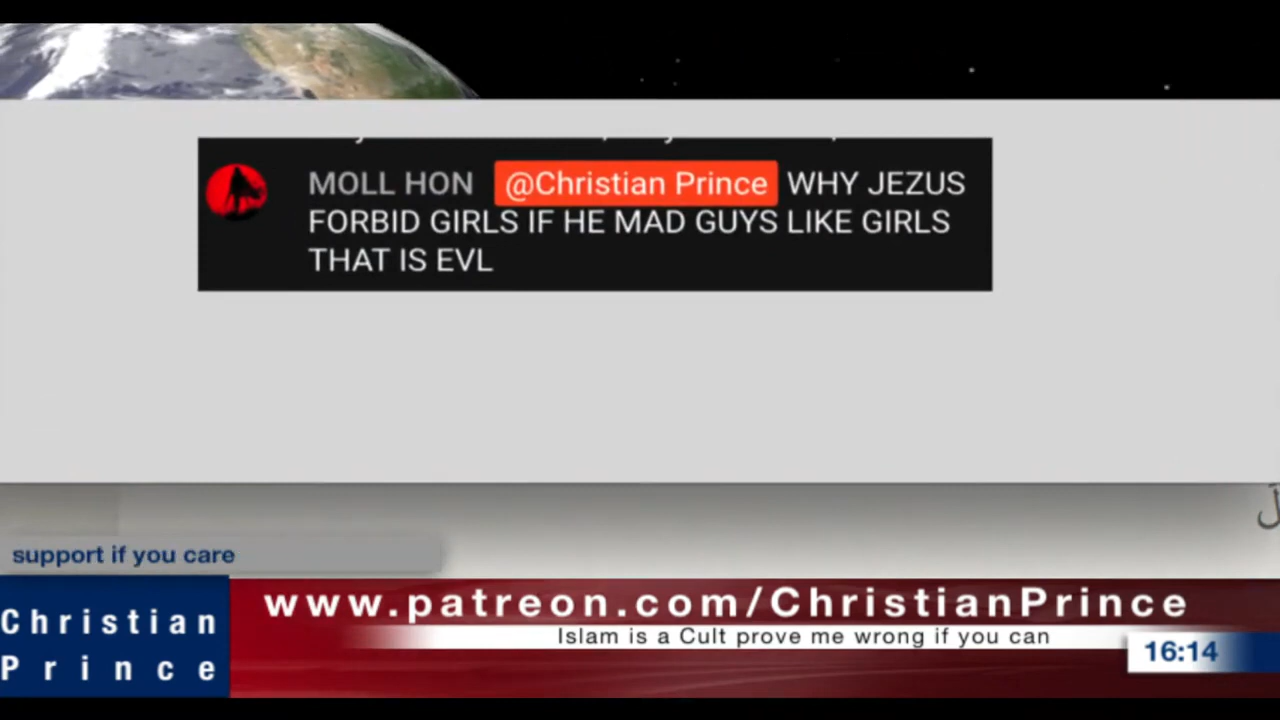 MOLL HON @Christian Prince WHY JEZUS
FORBID GIRLS IF HE MAD GUYS LIKE GIRLS
THAT IS EVL
support if you care
Christian
Prince
www.patreon.com/ChristianPrince
Islam is a Cult prove me wrong if you can
16:14